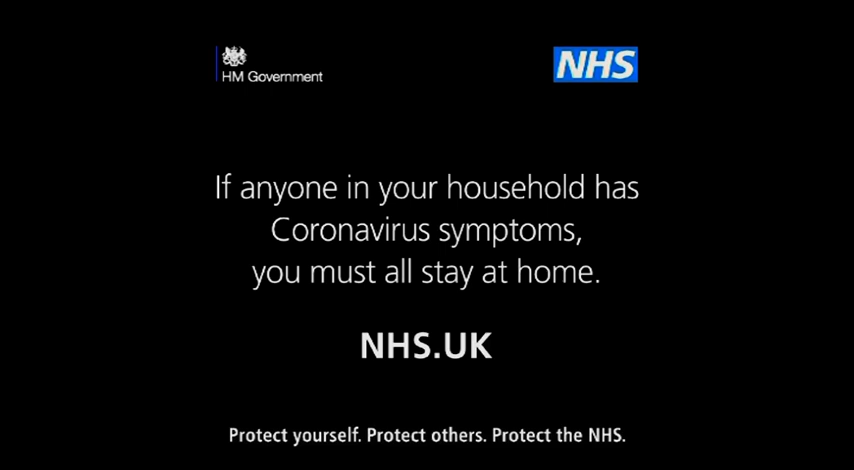 HM Government
NHS
If anyone in your household has
Coronavirus symptoms,
you must all stay at home.
NHS.UK
Protect yourself. Protect others. Protect the NHS.